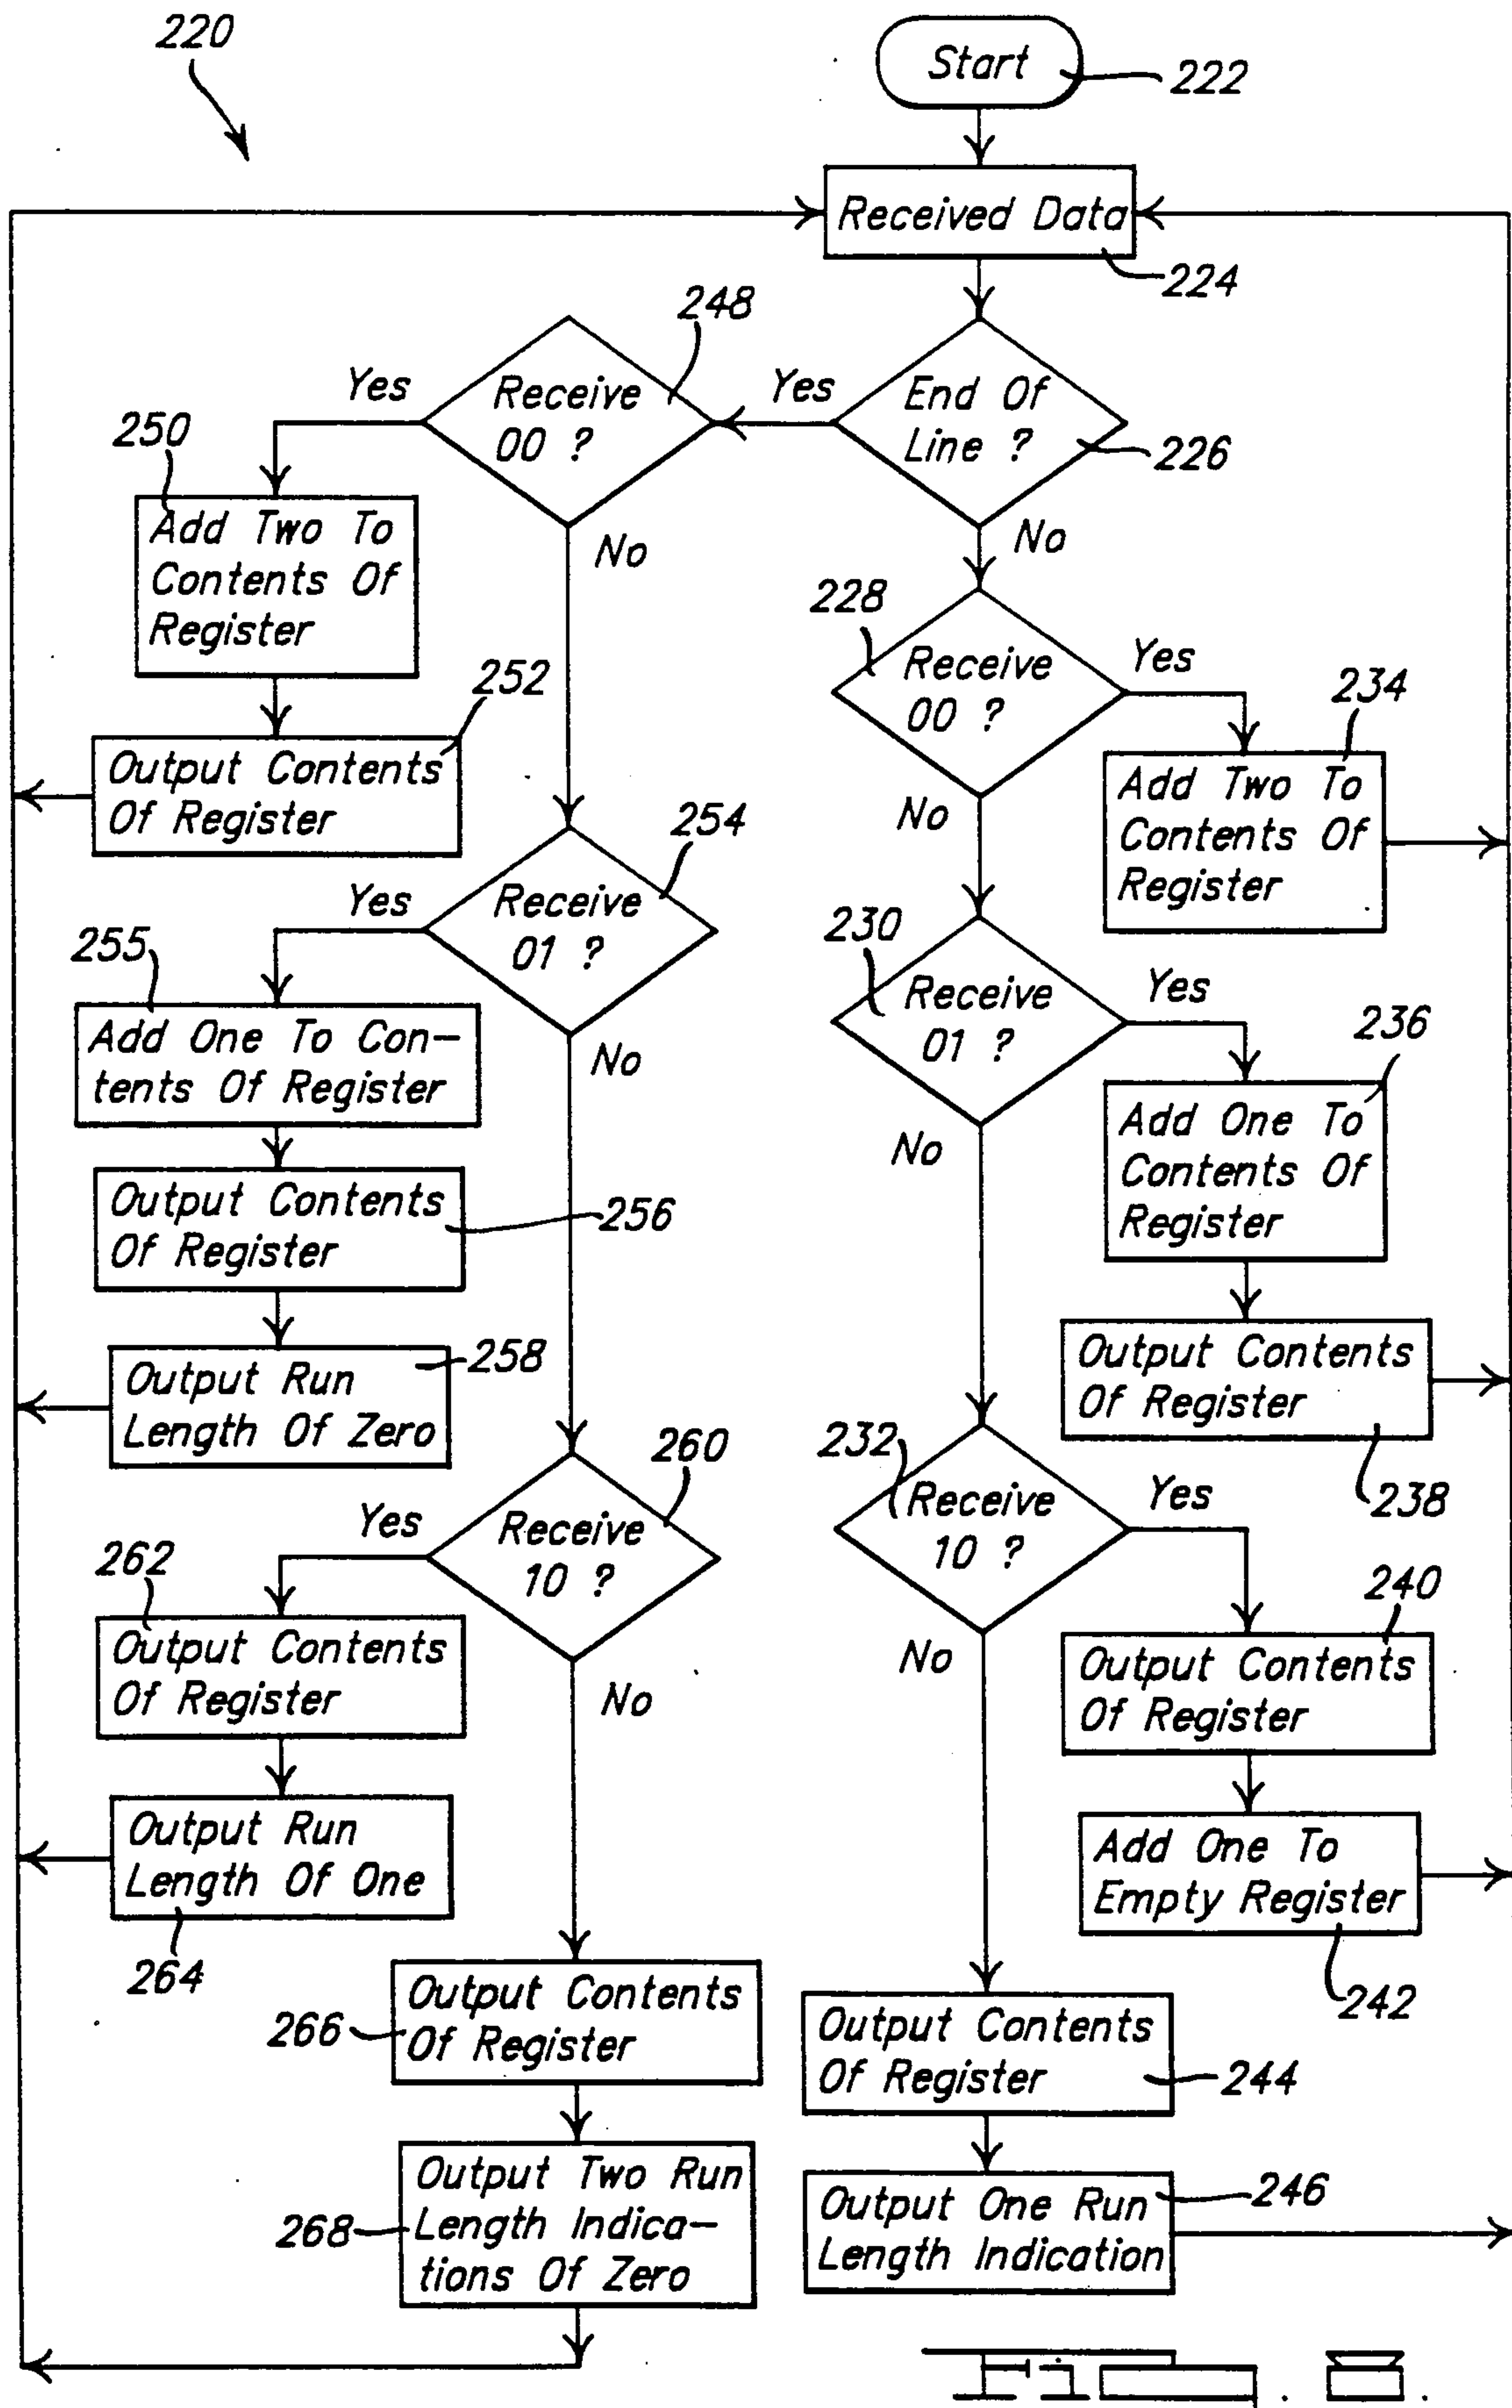 220
Start
222
Received Data
224
248
Yes
Receive
00 ?
Yes
End Of
Line ?
226
250
Add Two To
Contents Of
Register
No
No
228
Receive
00 ?
Yes
252
Output Contents
Of Register
234
Add Two To
Contents Of
Register
No
254
Yes
Receive
01 ?
230
Receive
01 ?
Yes
255
Add One To Con-
tents Of Register
No
236
Add One To
Contents Of
Register
No
Output Contents
Of Register
256
Output Run
Length Of Zero
258
Output Contents
Of Register
238
260
Yes
Receive
10 ?
232
Receive
10 ?
Yes
262
Output Contents
Of Register
No
No
240
Output Contents
Of Register
Output Run
Length Of One
264
Add One To
Empty Register
242
Output Contents
Of Register
266
Output Contents
Of Register
244
Output Two Run
Length Indica-
tions Of Zero
268
Output One Run
Length Indication
246